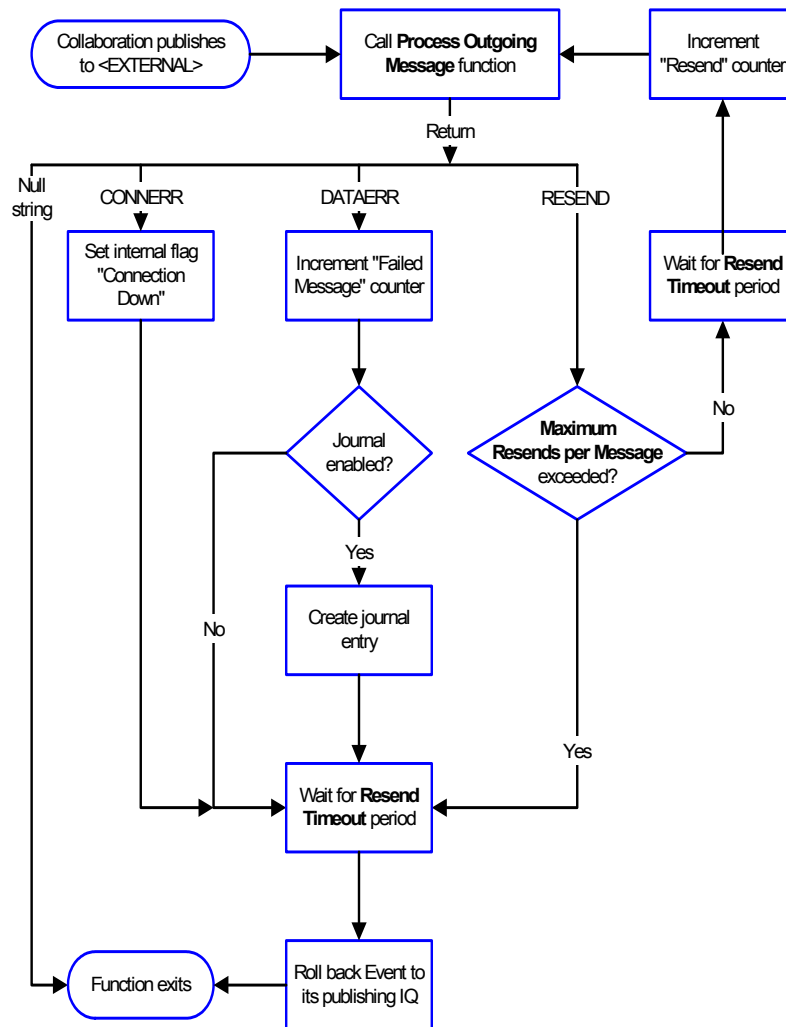 Collaboration publishes
to <EXTERNAL>
Call Process Outgoing
Message function
Increment
"Resend" counter
Return
Null
string
CONNERR
DATAERR
RESEND
Set internal flag
"Connection
Down"
Increment "Failed
Message" counter
Wait for Resend
Timeout period
No
Journal
enabled?
Maximum
Resends per Message
exceeded?
Yes
No
Create journal
entry
Yes
Wait for Resend
Timeout period
Roll back Event to
its publishing IQ
Function exits